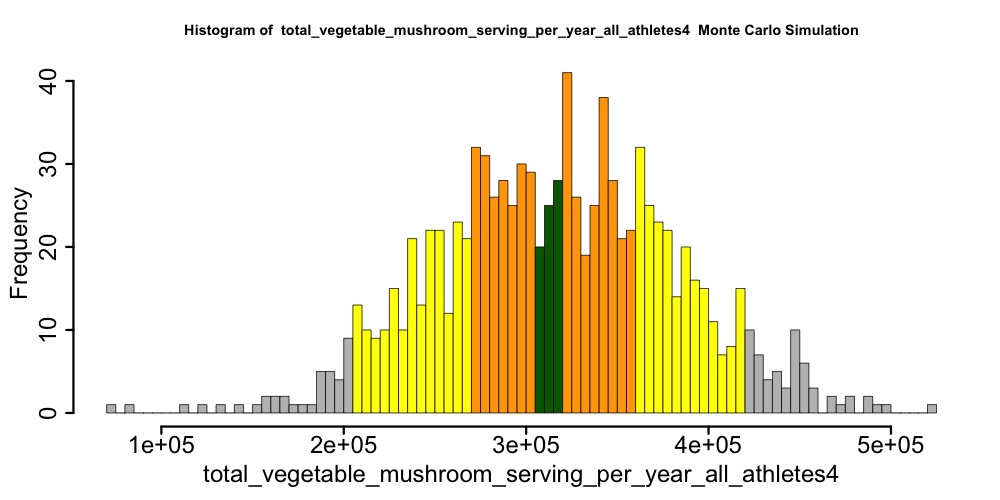 Histogram of  total_vegetable_mushroom_serving_per_year_all_athletes4  Monte Carlo Simulation
Frequency
40
30
20
10
0
1e+05 2e+05 3e+05 4e+05 5e+05
total_vegetable_mushroom_serving_per_year_all_athletes4